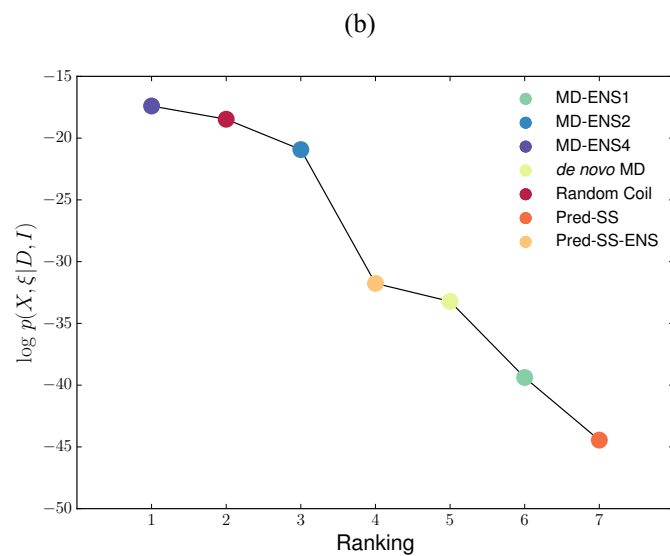 (b)
−15
−20
−25
−30
−35
−40
−45
−50
log p(X, ξ|D, I)
MD-ENS1
MD-ENS2
MD-ENS4
de novo MD
Random Coil
Pred-SS
Pred-SS-ENS
1 2 3 4 5 6 7
Ranking